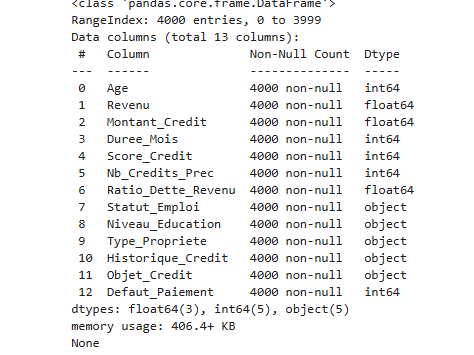 <class 'pandas.core.frame.DataFrame'>
RangeIndex: 4000 entries, 0 to 3999
Data columns (total 13 columns):
 #   Column              Non-Null Count  Dtype
---  ------              --------------  -----
 0   Age                 4000 non-null   int64
 1   Revenu              4000 non-null   float64
 2   Montant_Credit      4000 non-null   float64
 3   Duree_Mois          4000 non-null   int64
 4   Score_Credit        4000 non-null   int64
 5   Nb_Credits_Prec     4000 non-null   int64
 6   Ratio_Dette_Revenu  4000 non-null   float64
 7   Statut_Emploi       4000 non-null   object
 8   Niveau_Education    4000 non-null   object
 9   Type_Propriete      4000 non-null   object
 10  Historique_Credit   4000 non-null   object
 11  Objet_Credit        4000 non-null   object
 12  Defaut_Paiement     4000 non-null   int64
dtypes: float64(3), int64(5), object(5)
memory usage: 406.4+ KB
None